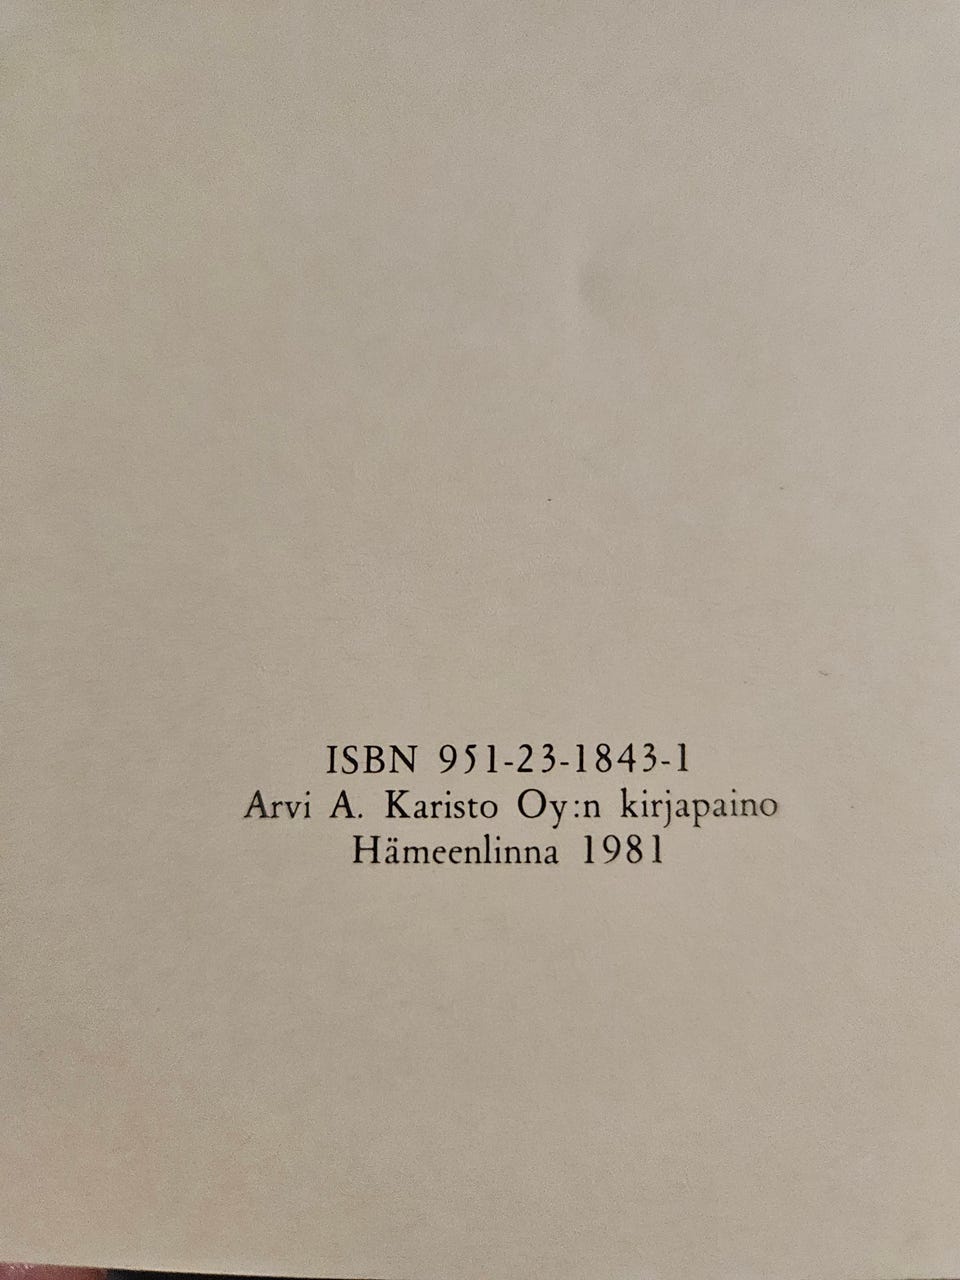 ISBN 951-23-1843-1
Arvi A. Karisto Oy:n kirjapaino
Hämeenlinna 1981